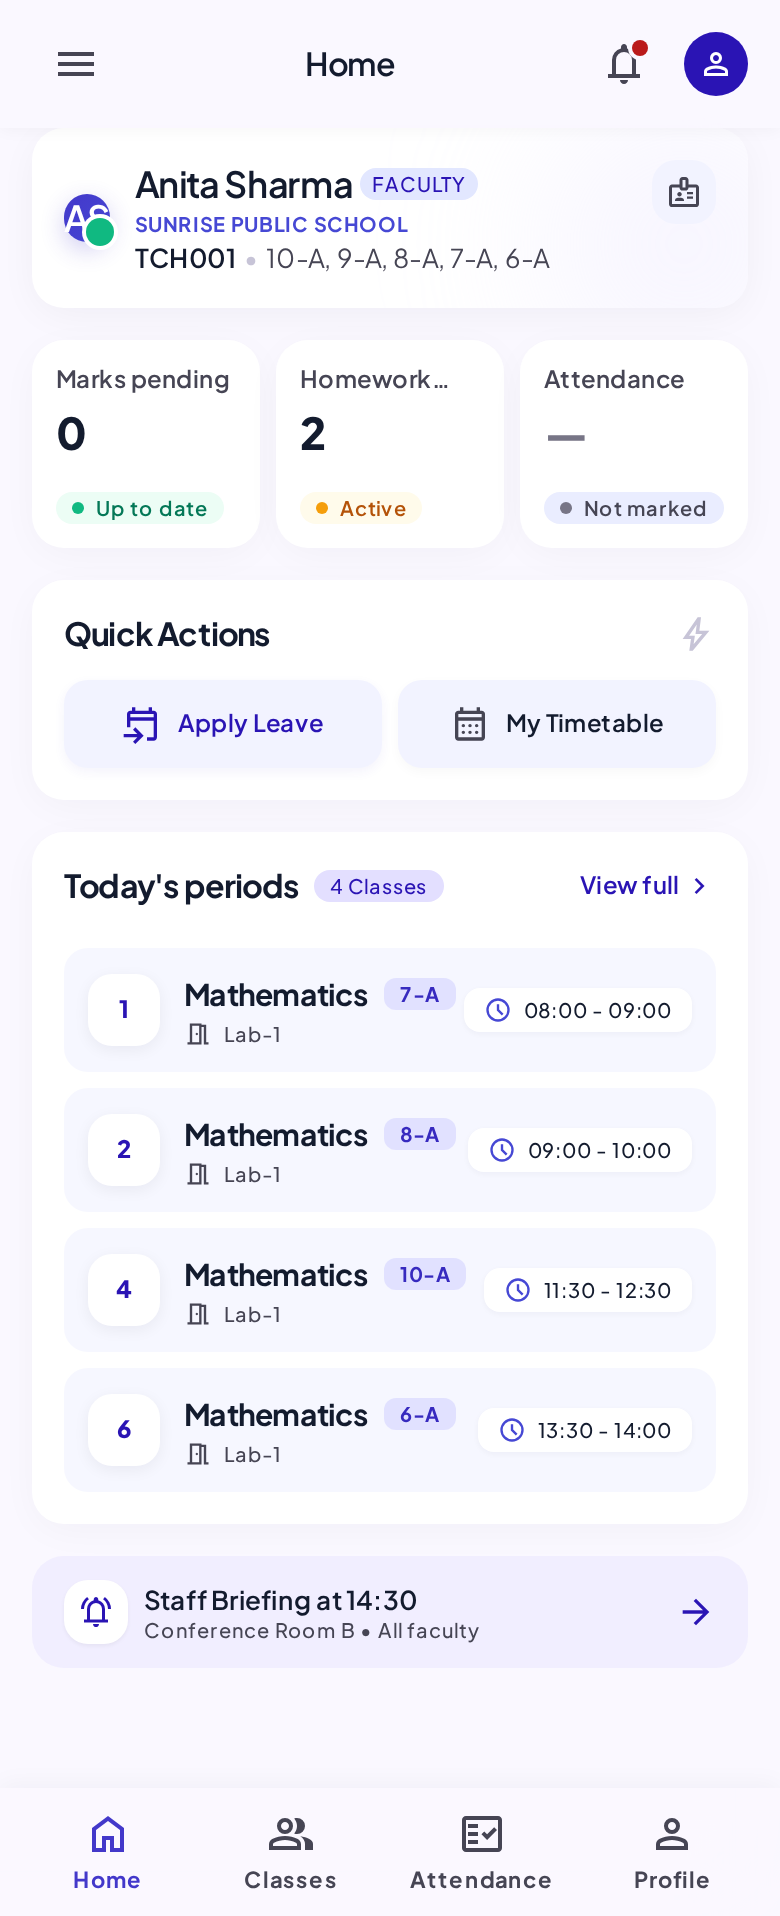 Home
Anita Sharma FACULTY
AS
SUNRISE PUBLIC SCHOOL
TCH001 • 10-A, 9-A, 8-A, 7-A, 6-A
Marks pending
0
Up to date
Homework...
2
Active
Attendance
—
Not marked
Quick Actions
Apply Leave
My Timetable
Today's periods 4 Classes View full
1 Mathematics 7-A 08:00 - 09:00
Lab-1
2 Mathematics 8-A 09:00 - 10:00
Lab-1
4 Mathematics 10-A 11:30 - 12:30
Lab-1
6 Mathematics 6-A 13:30 - 14:00
Lab-1
Staff Briefing at 14:30
Conference Room B • All faculty
Home Classes Attendance Profile